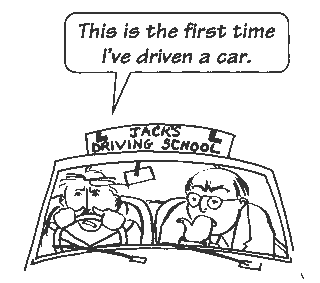 This is the first time
I've driven a car.
L JACK'S L
DRIVING SCHOOL